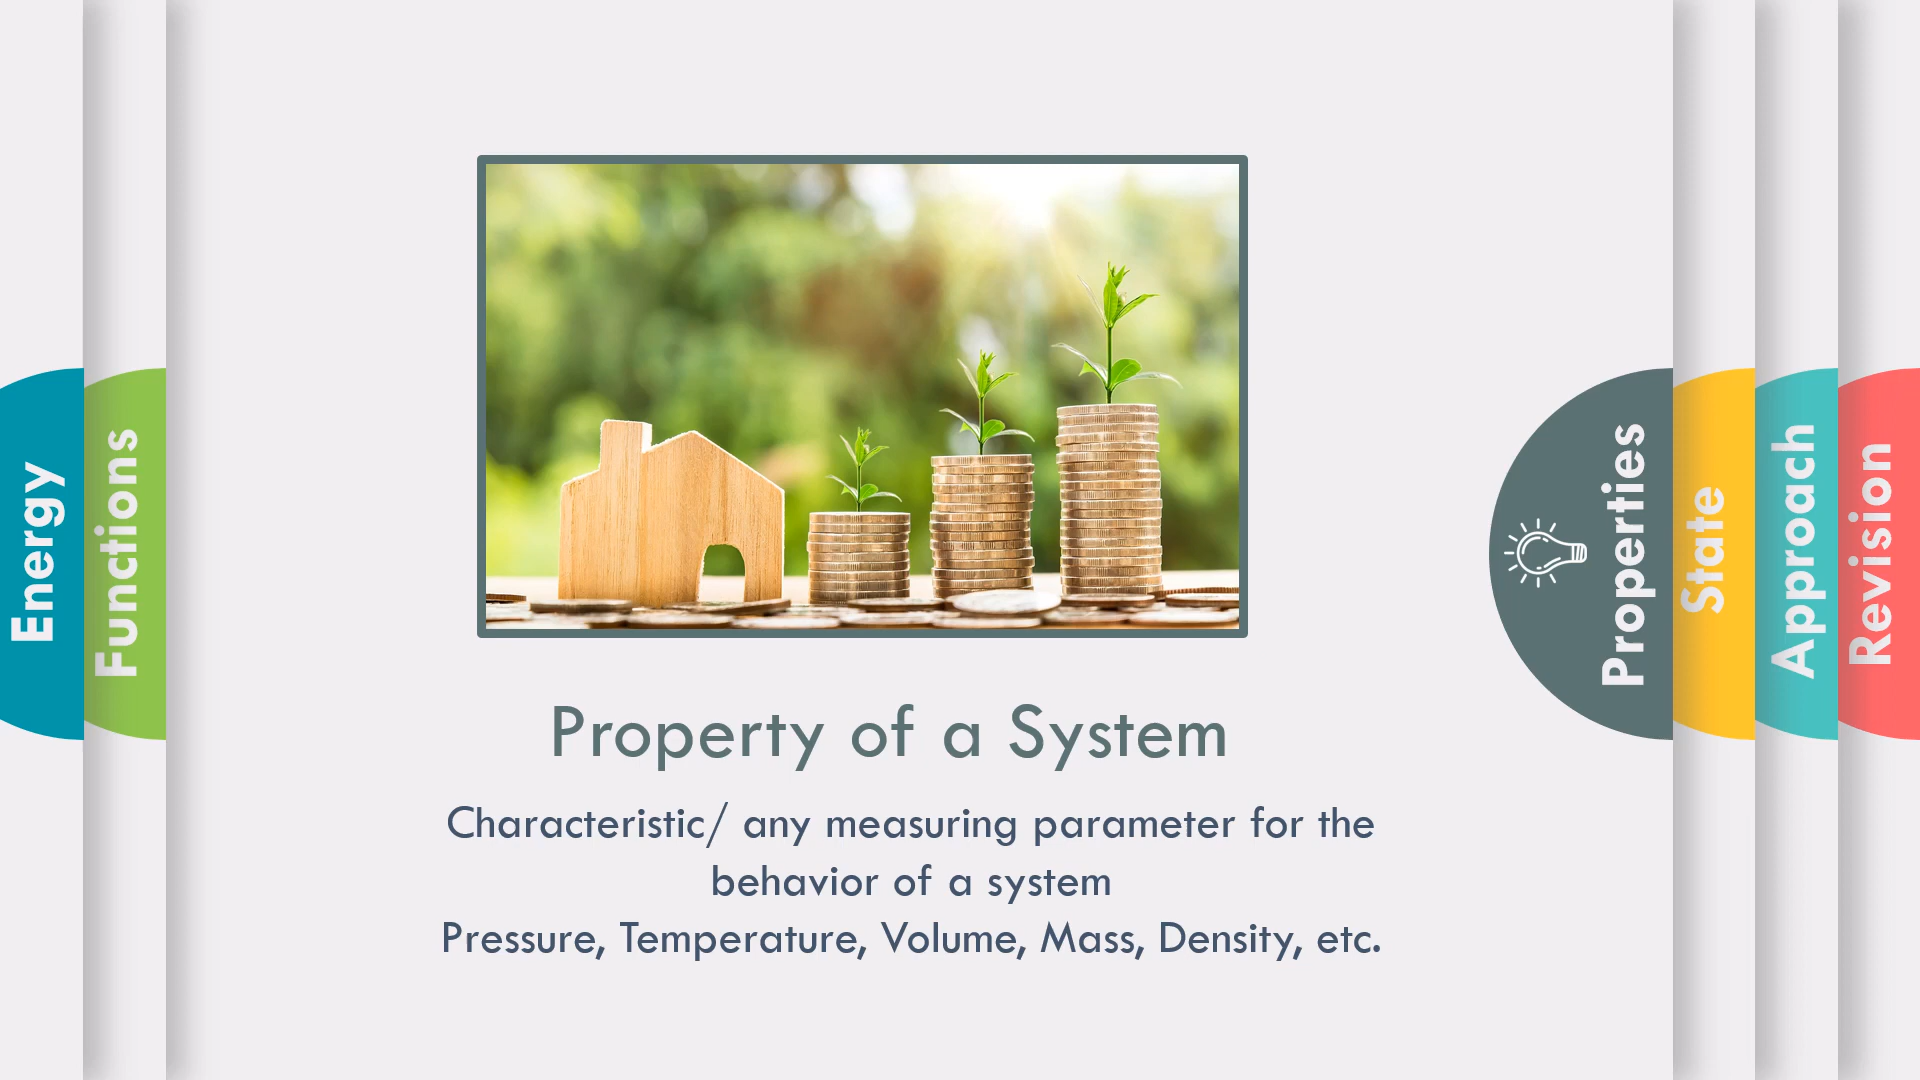 Energy
Functions
Property of a System
Characteristic/ any measuring parameter for the
behavior of a system
Pressure, Temperature, Volume, Mass, Density, etc.
Properties
State
Approach
Revision